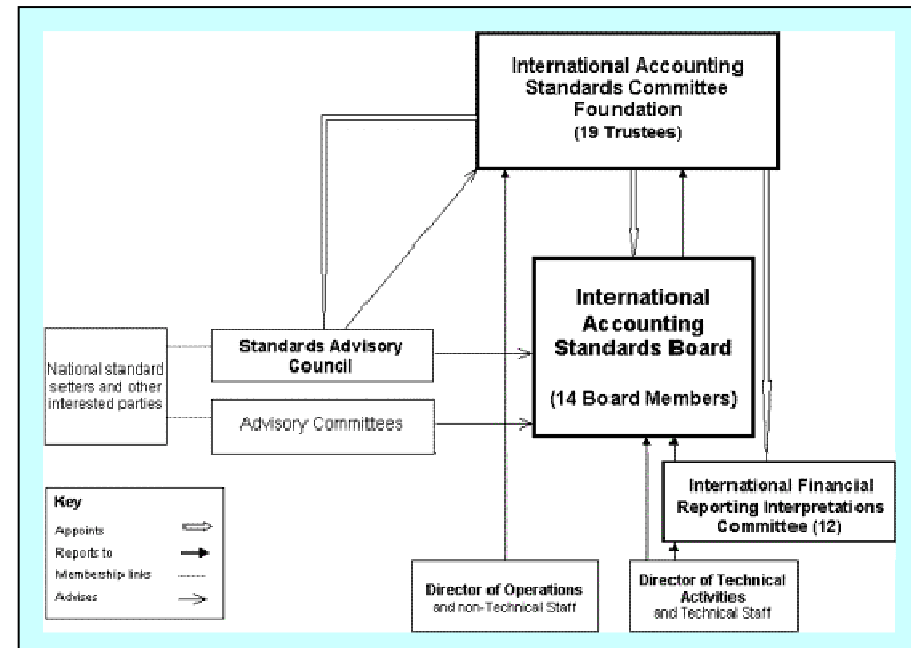 International Accounting
Standards Committee
Foundation
(19 Trustees)
International
Accounting
Standards Board
(14 Board Members)
National standard
setters and other
interested parties
Standards Advisory
Council
Advisory Committees
International Financial
Reporting Interpretations
Committee (12)
Key
Appoints
Reports to
Membership links
Advises
Director of Operations
and non-Technical Staff
Director of Technical
Activities
and Technical Staff